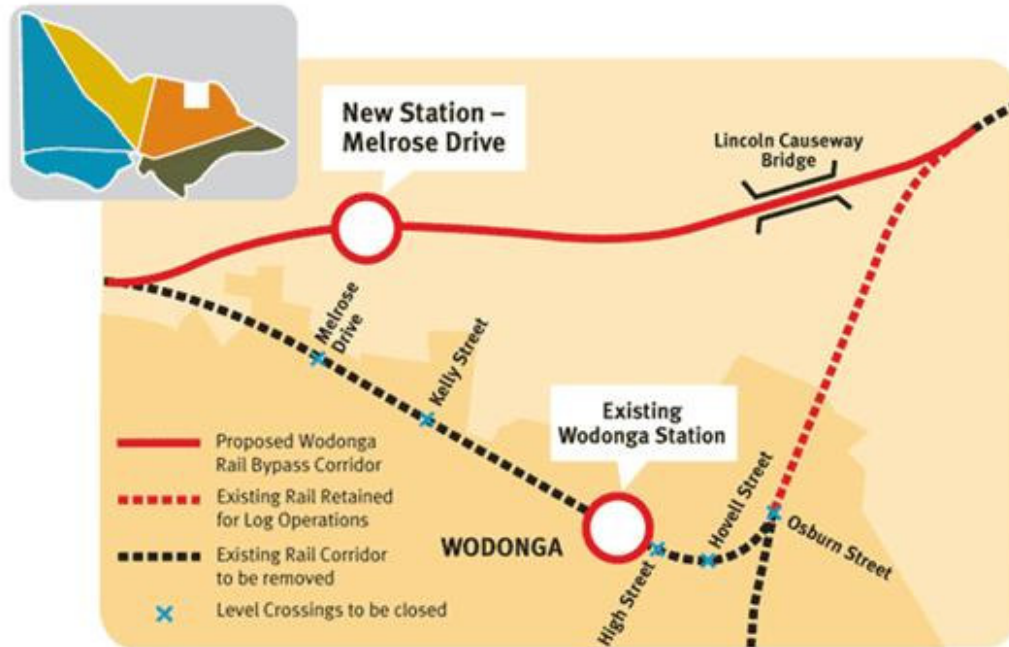 New Station –
Melrose Drive
Lincoln Causeway
Bridge
Melrose
Drive
Kelly Street
Existing
Wodonga Station
Hovell Street
Osburn Street
WODONGA
High Street
Proposed Wodonga
Rail Bypass Corridor
Existing Rail Retained
for Log Operations
Existing Rail Corridor
to be removed
Level Crossings to be closed